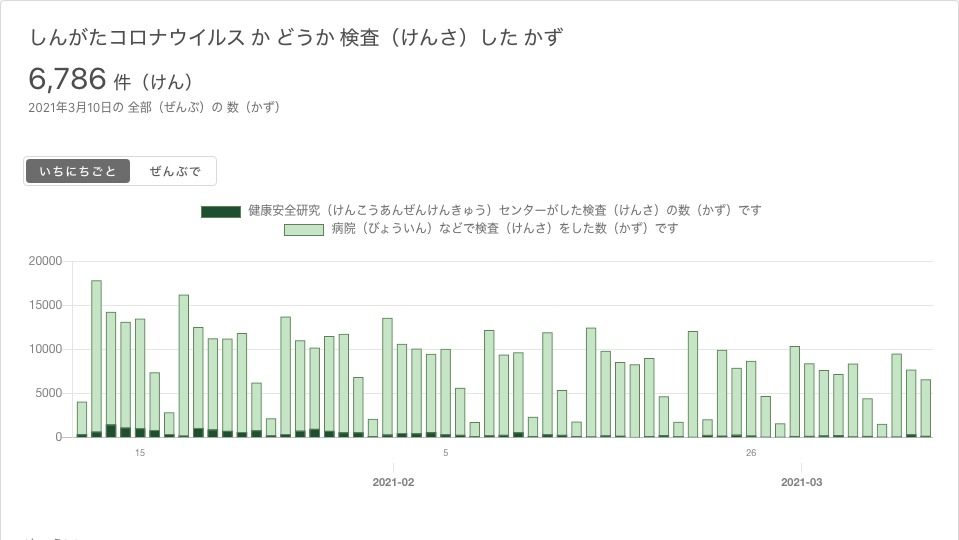 しんがたコロナウイルス か どうか 検査（けんさ）した かず
6,786 件（けん）
2021年3月10日の 全部（ぜんぶ）の 数（かず）
いちにちごと ぜんぶで
健康安全研究（けんこうあんぜんけんきゅう）センターがした検査（けんさ）の数（かず）です
病院（びょういん）などで検査（けんさ）をした数（かず）です
20000
15000
10000
5000
0
15 5 26
2021-02 2021-03